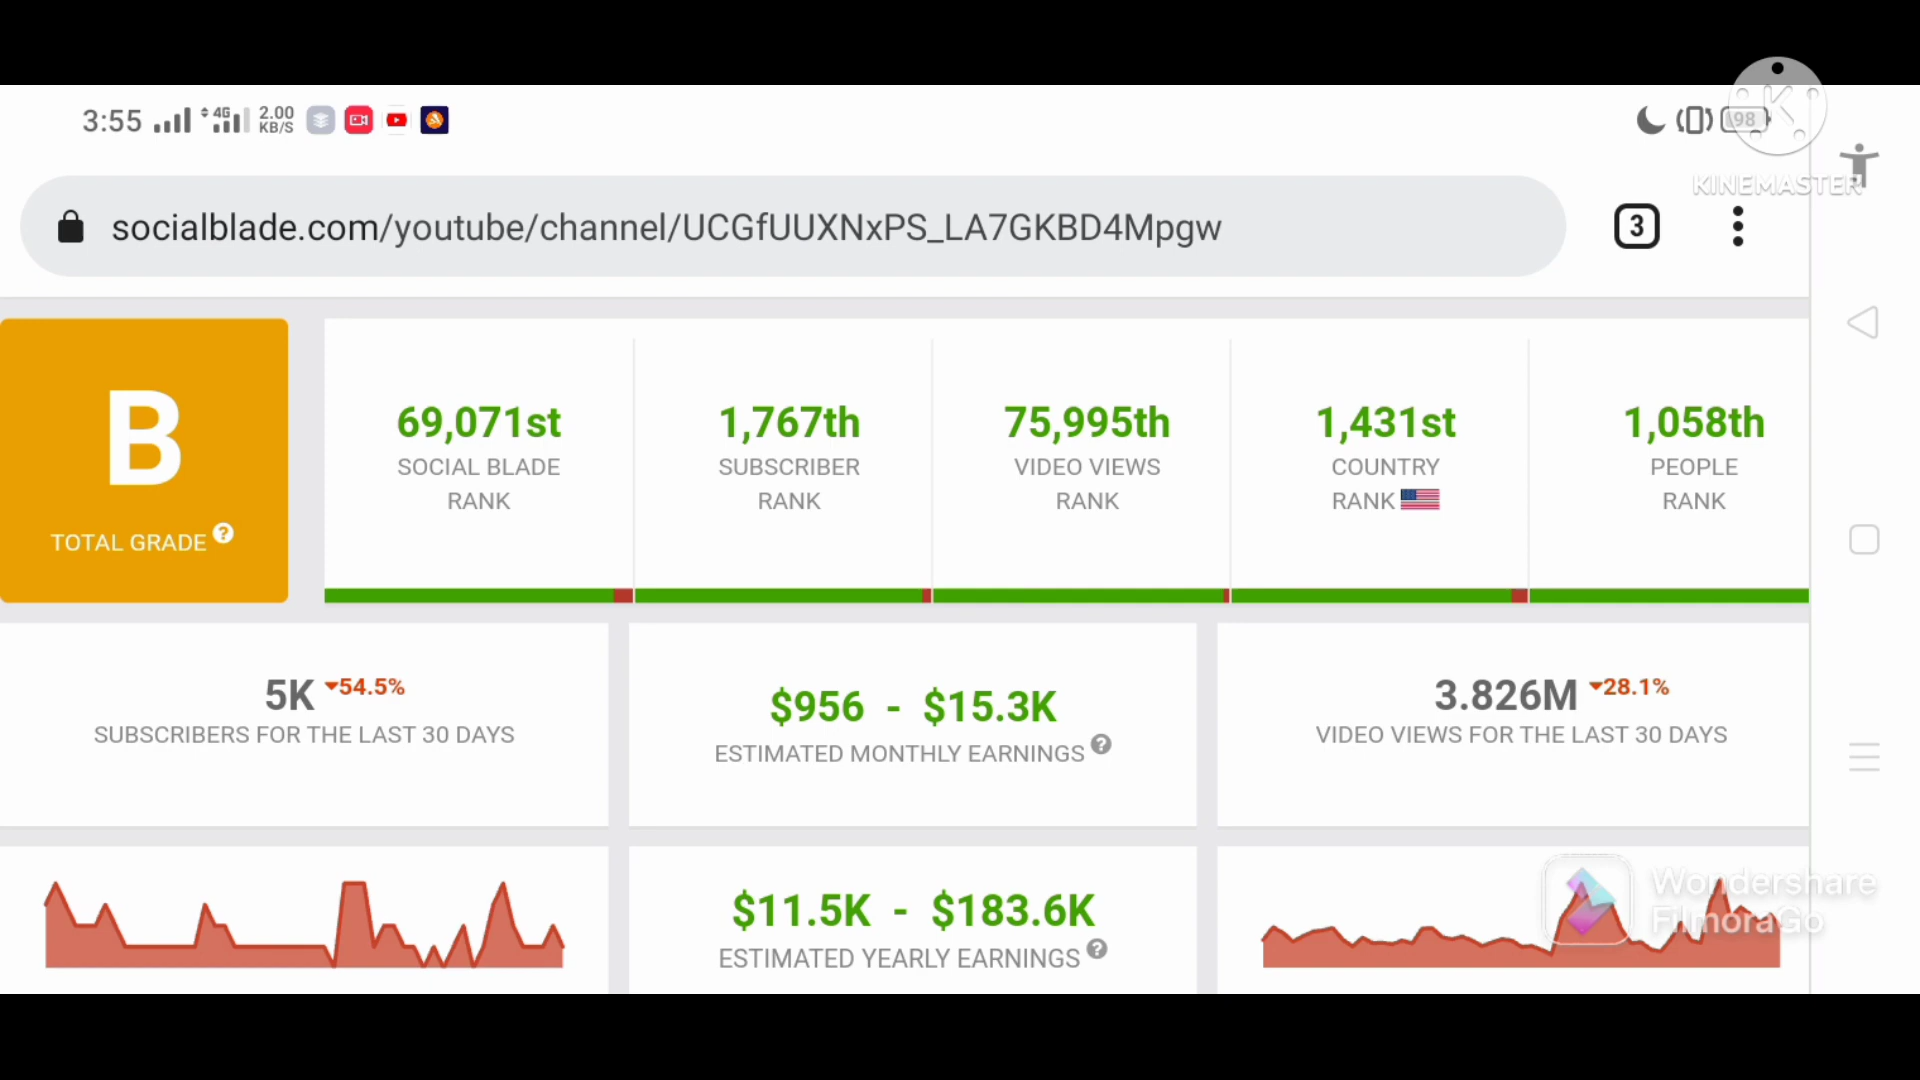 3:55 4G 2.00 KB/S 98
KINEMASTER
socialblade.com/youtube/channel/UCGfUUXNxPS_LA7GKBD4Mpgw 3
B
TOTAL GRADE ?
69,071st
SOCIAL BLADE
RANK
1,767th
SUBSCRIBER
RANK
75,995th
VIDEO VIEWS
RANK
1,431st
COUNTRY
RANK
1,058th
PEOPLE
RANK
5K 54.5%
SUBSCRIBERS FOR THE LAST 30 DAYS
$956 - $15.3K
ESTIMATED MONTHLY EARNINGS ?
3.826M 28.1%
VIDEO VIEWS FOR THE LAST 30 DAYS
$11.5K - $183.6K
ESTIMATED YEARLY EARNINGS ?
Wondershare
FilmoraGo